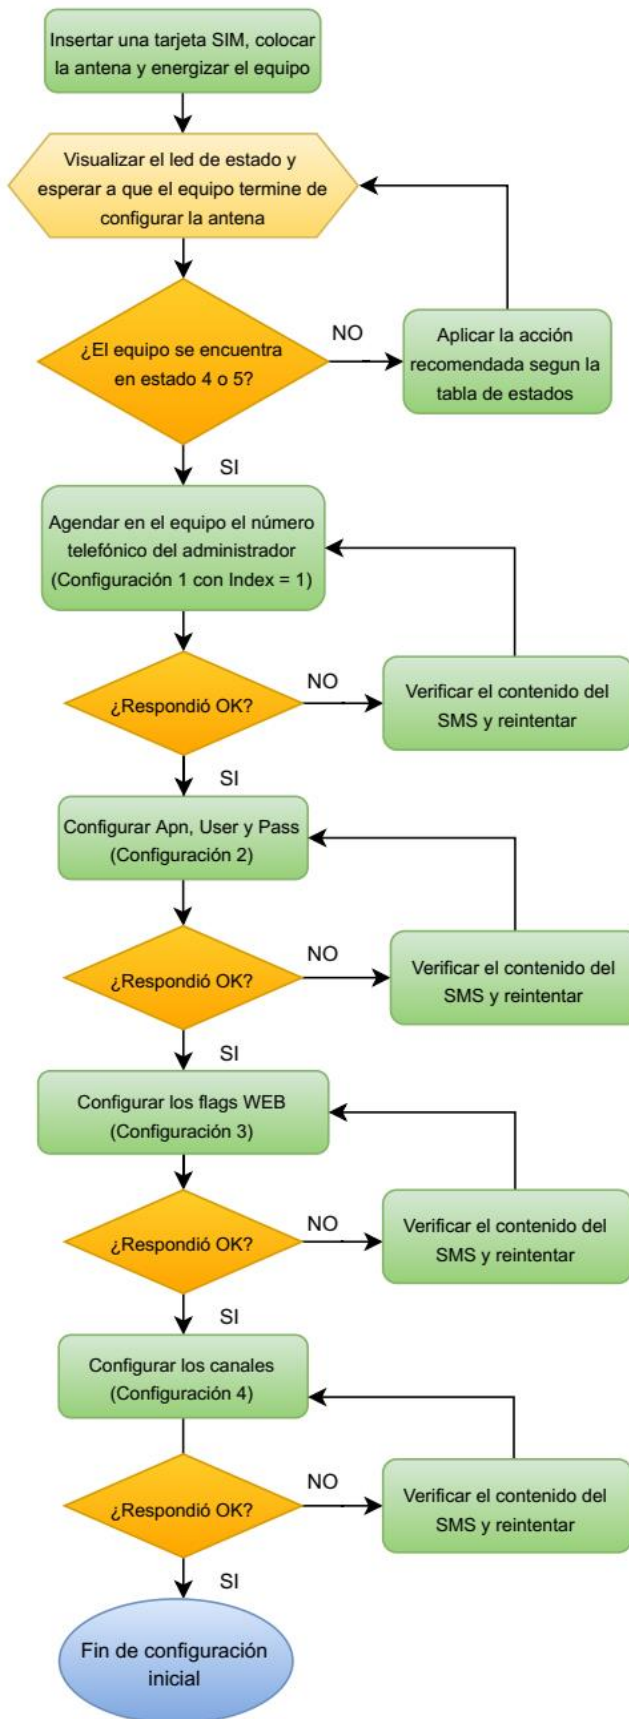 Insertar una tarjeta SIM, colocar
la antena y energizar el equipo
Visualizar el led de estado y
esperar a que el equipo termine de
configurar la antena
¿El equipo se encuentra
en estado 4 o 5?
NO
Aplicar la acción
recomendada segun la
tabla de estados
SI
Agendar en el equipo el número
telefónico del administrador
(Configuración 1 con Index = 1)
¿Respondió OK?
NO
Verificar el contenido del
SMS y reintentar
SI
Configurar Apn, User y Pass
(Configuración 2)
¿Respondió OK?
NO
Verificar el contenido del
SMS y reintentar
SI
Configurar los flags WEB
(Configuración 3)
¿Respondió OK?
NO
Verificar el contenido del
SMS y reintentar
SI
Configurar los canales
(Configuración 4)
¿Respondió OK?
NO
Verificar el contenido del
SMS y reintentar
SI
Fin de configuración
inicial